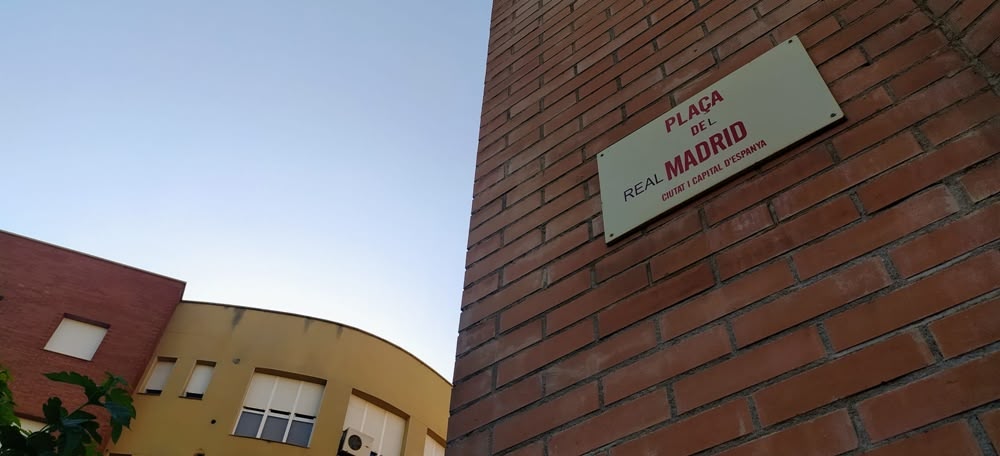 PLAÇA
DEL
REAL MADRID
CIUTAT I CAPITAL D'ESPANYA